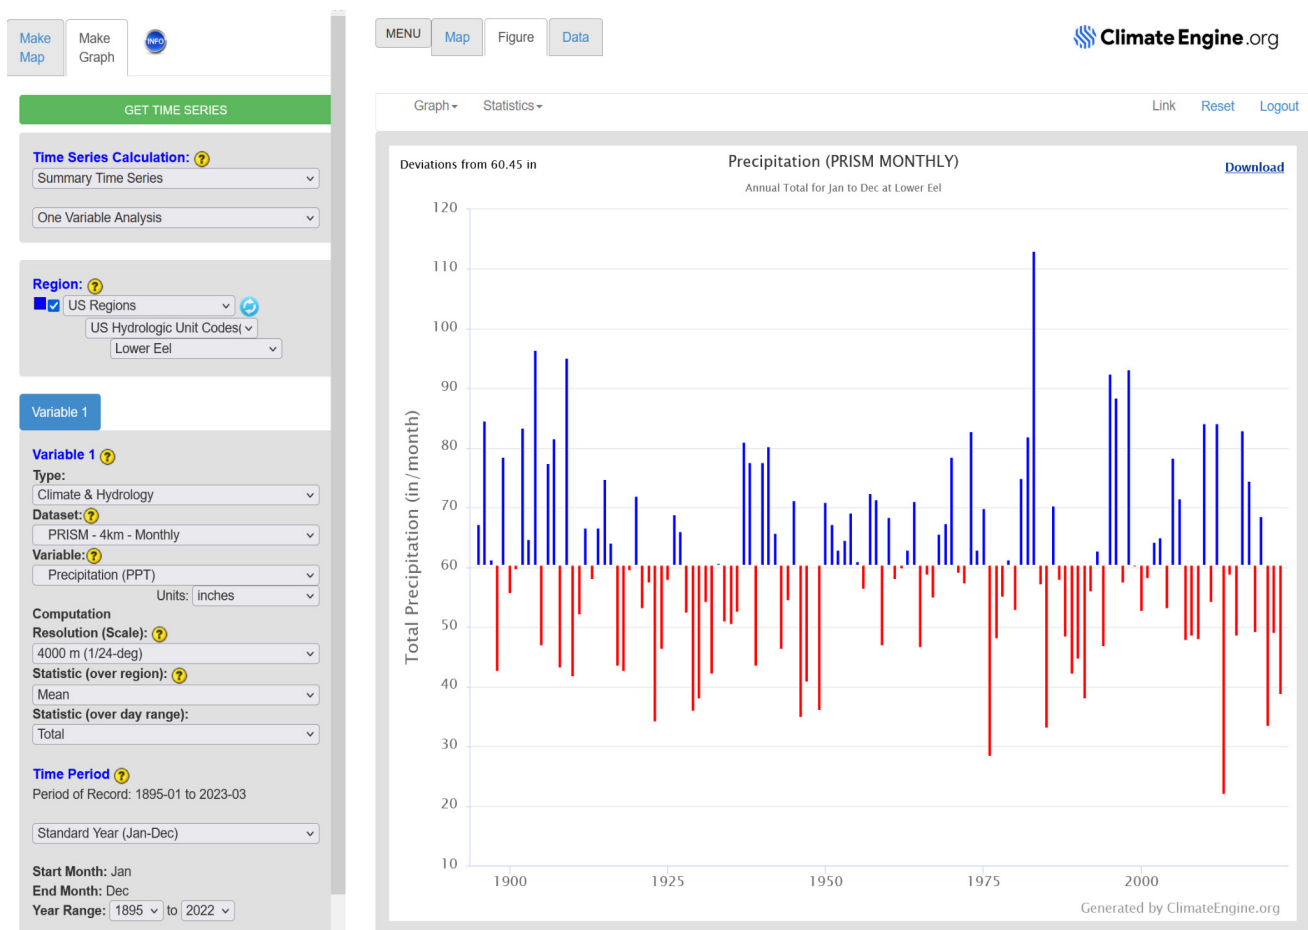 Make Map
Make Graph
INFO
GET TIME SERIES
Time Series Calculation: ?
Summary Time Series
One Variable Analysis
Region: ?
US Regions
US Hydrologic Unit Codes(
Lower Eel
Variable 1
Variable 1 ?
Type:
Climate & Hydrology
Dataset: ?
PRISM - 4km - Monthly
Variable: ?
Precipitation (PPT)
Units: inches
Computation
Resolution (Scale): ?
4000 m (1/24-deg)
Statistic (over region): ?
Mean
Statistic (over day range):
Total
Time Period ?
Period of Record: 1895-01 to 2023-03
Standard Year (Jan-Dec)
Start Month: Jan
End Month: Dec
Year Range: 1895 to 2022
MENU Map Figure Data
Climate Engine.org
Graph Statistics Link Reset Logout
Deviations from 60.45 in
Precipitation (PRISM MONTHLY)
Download
Annual Total for Jan to Dec at Lower Eel
Total Precipitation (in/month)
120
110
100
90
80
70
60
50
40
30
20
10
1900 1925 1950 1975 2000
Generated by ClimateEngine.org